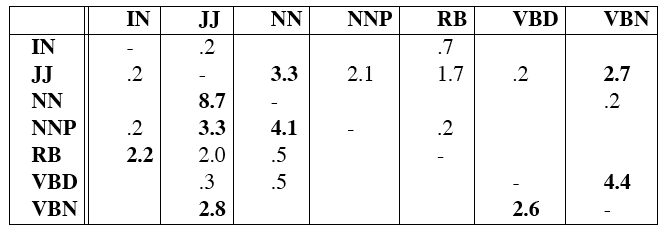 IN JJ NN NNP RB VBD VBN
IN - .2 .7
JJ .2 - 3.3 2.1 1.7 .2 2.7
NN 8.7 - .2
NNP .2 3.3 4.1 - .2
RB 2.2 2.0 .5 -
VBD .3 .5 - 4.4
VBN 2.8 2.6 -